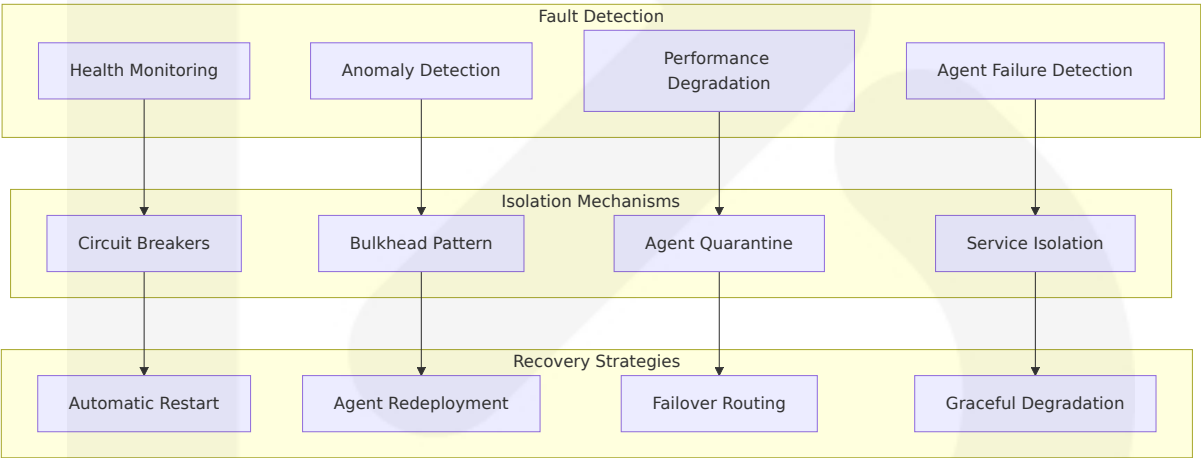 Fault Detection
Health Monitoring
Anomaly Detection
Performance
Degradation
Agent Failure Detection
Isolation Mechanisms
Circuit Breakers
Bulkhead Pattern
Agent Quarantine
Service Isolation
Recovery Strategies
Automatic Restart
Agent Redeployment
Failover Routing
Graceful Degradation